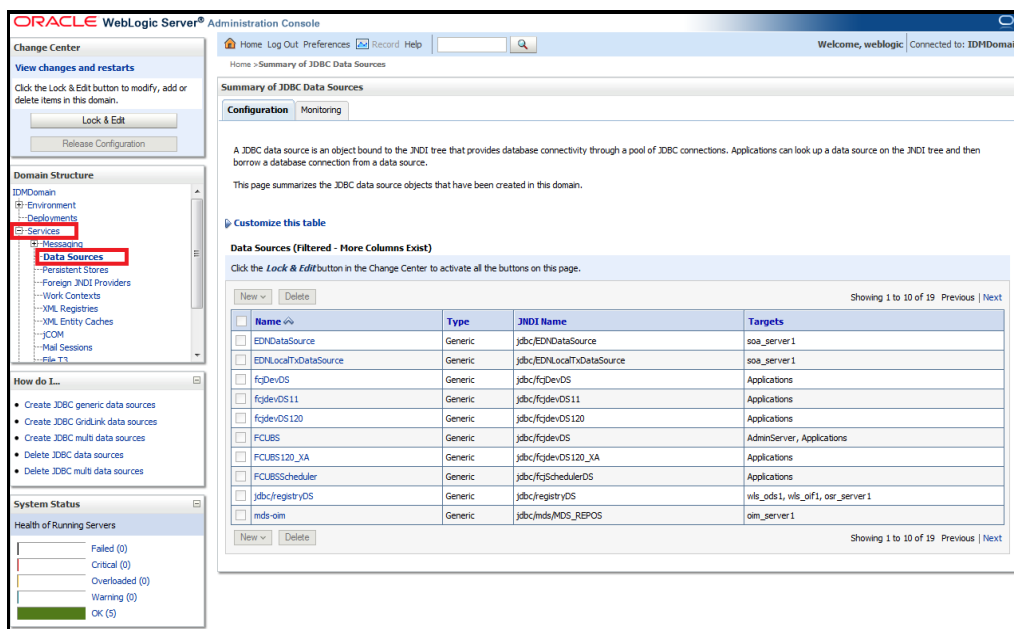 ORACLE WebLogic Server® Administration Console
Change Center
View changes and restarts
Click the Lock & Edit button to modify, add or
delete items in this domain.
Lock & Edit
Release Configuration
Domain Structure
IDMDomain
Environment
Deployments
Services
Messaging
Data Sources
Persistent Stores
Foreign JNDI Providers
Work Contexts
XML Registries
XML Entity Caches
jCOM
Mail Sessions
File T3
How do I...
Create JDBC generic data sources
Create JDBC GridLink data sources
Create JDBC multi data sources
Delete JDBC data sources
Delete JDBC multi data sources
System Status
Health of Running Servers
Failed (0)
Critical (0)
Overloaded (0)
Warning (0)
OK (5)
Home Log Out Preferences Record Help
Welcome, weblogic Connected to: IDMDomai
Home >Summary of JDBC Data Sources
Summary of JDBC Data Sources
Configuration Monitoring
A JDBC data source is an object bound to the JNDI tree that provides database connectivity through a pool of JDBC connections. Applications can look up a data source on the JNDI tree and then
borrow a database connection from a data source.
This page summarizes the JDBC data source objects that have been created in this domain.
Customize this table
Data Sources (Filtered - More Columns Exist)
Click the Lock & Edit button in the Change Center to activate all the buttons on this page.
New Delete Showing 1 to 10 of 19 Previous | Next
Name Type JNDI Name Targets
EDNDataSource Generic jdbc/EDNDataSource soa_server1
EDNLocalTxDataSource Generic jdbc/EDNLocalTxDataSource soa_server1
fcjDevDS Generic jdbc/fcjDevDS Applications
fcjdevDS11 Generic jdbc/fcjdevDS11 Applications
fcjdevDS120 Generic jdbc/fcjdevDS120 Applications
FCUBS Generic jdbc/fcjdevDS AdminServer, Applications
FCUBS120_XA Generic jdbc/fcjdevDS120_XA Applications
FCUBSScheduler Generic jdbc/fcjSchedulerDS Applications
jdbc/registryDS Generic jdbc/registryDS wls_ods1, wls_oif1, osr_server1
mds-oim Generic jdbc/mds/MDS_REPOS oim_server1
New Delete Showing 1 to 10 of 19 Previous | Next